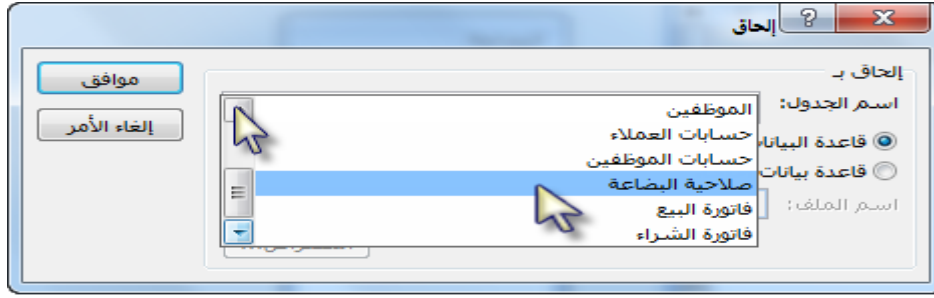 إلحاق
إلحاق بـ
اسم الجدول:
الموظفين
حسابات العملاء
حسابات الموظفين
صلاحية البضاعة
فاتورة البيع
فاتورة الشراء
قاعدة
قاعدة بيانات
اسم الملف:
موافق
إلغاء الأمر